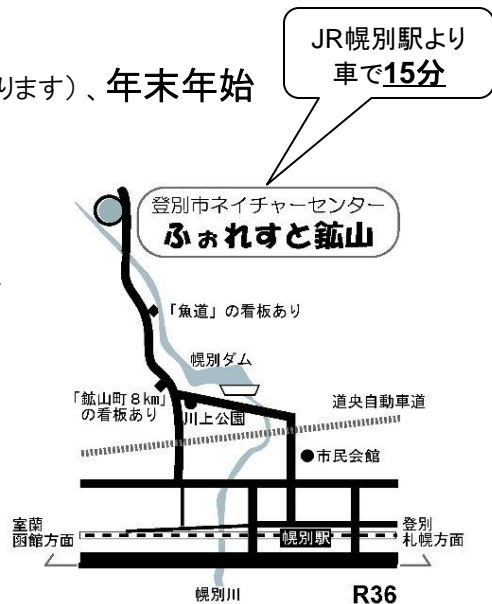 JR幌別駅より
車で15分
ります）、年末年始
登別市ネイチャーセンター
ふぉれすと鉱山
「魚道」の看板あり
幌別ダム
「鉱山町８㎞」
の看板あり
川上公園
道央自動車道
市民会館
室蘭
函館方面
幌別駅
登別
札幌方面
幌別川
R36